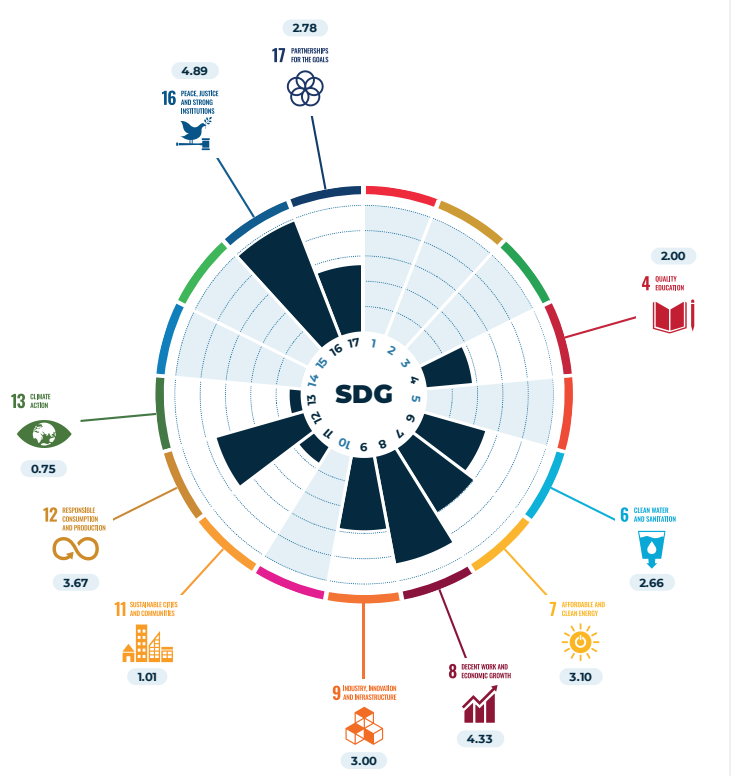 2.78
17 PARTNERSHIPS
FOR THE GOALS
4.89
16 PEACE, JUSTICE
AND STRONG
INSTITUTIONS
2.00
4 QUALITY
EDUCATION
13 CLIMATE
ACTION
0.75
SDG
1
2
3
4
5
6
7
8
9
10
11
12
13
14
15
16
17
12 RESPONSIBLE
CONSUMPTION
AND PRODUCTION
3.67
6 CLEAN WATER
AND SANITATION
2.66
11 SUSTAINABLE CITIES
AND COMMUNITIES
1.01
7 AFFORDABLE AND
CLEAN ENERGY
3.10
9 INDUSTRY, INNOVATION
AND INFRASTRUCTURE
3.00
8 DECENT WORK AND
ECONOMIC GROWTH
4.33